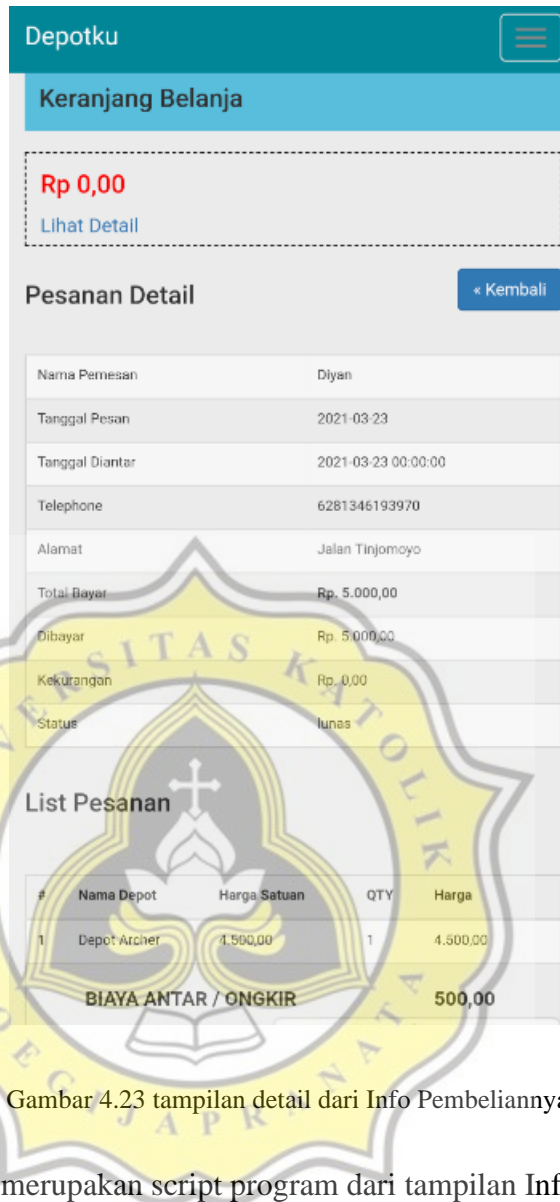 Depotku
Keranjang Belanja
Rp 0,00
Lihat Detail
Pesanan Detail
« Kembali
Nama Pemesan Diyan
Tanggal Pesan 2021-03-23
Tanggal Diantar 2021-03-23 00:00:00
Telephone 6281346193970
Alamat Jalan Tinjomoyo
Total Bayar Rp. 5.000,00
Dibayar Rp. 5.000,00
Kekurangan Rp. 0,00
Status lunas
List Pesanan
# Nama Depot Harga Satuan QTY Harga
1 Depot Archer 4.500,00 1 4.500,00
BIAYA ANTAR / ONGKIR 500,00
Gambar 4.23 tampilan detail dari Info Pembeliannya
merupakan script program dari tampilan Inf
ERSITAS KATOLIK
OEGIJAPRANATA